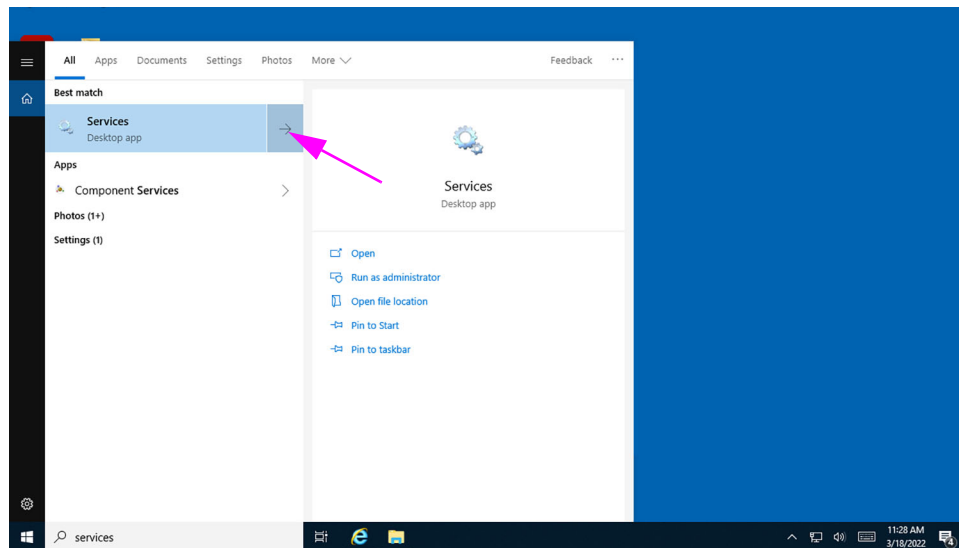 All Apps Documents Settings Photos More Feedback ...
Best match
Services
Desktop app
Apps
Component Services
Photos (1+)
Settings (1)
Services
Desktop app
Open
Run as administrator
Open file location
Pin to Start
Pin to taskbar
services
11:28 AM
3/18/2022
4